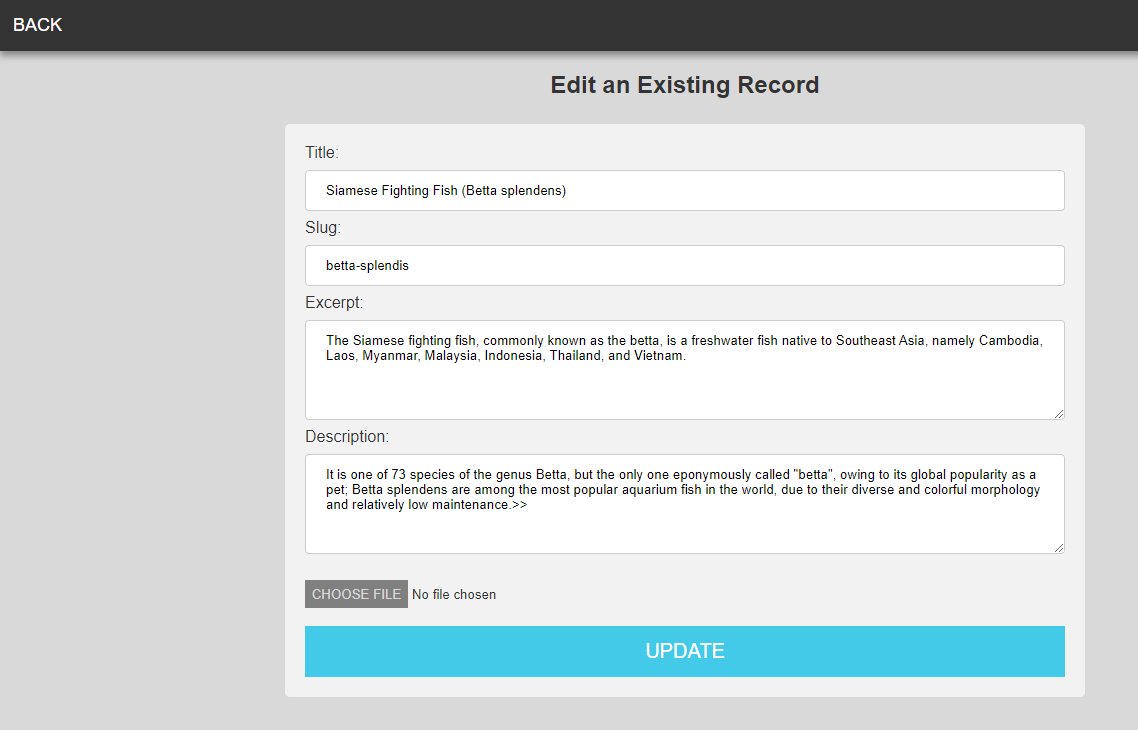 BACK
Edit an Existing Record
Title:
Siamese Fighting Fish (Betta splendens)
Slug:
betta-splendis
Excerpt:
The Siamese fighting fish, commonly known as the betta, is a freshwater fish native to Southeast Asia, namely Cambodia,
Laos, Myanmar, Malaysia, Indonesia, Thailand, and Vietnam.
Description:
It is one of 73 species of the genus Betta, but the only one eponymously called "betta", owing to its global popularity as a
pet; Betta splendens are among the most popular aquarium fish in the world, due to their diverse and colorful morphology
and relatively low maintenance.>>
CHOOSE FILE No file chosen
UPDATE